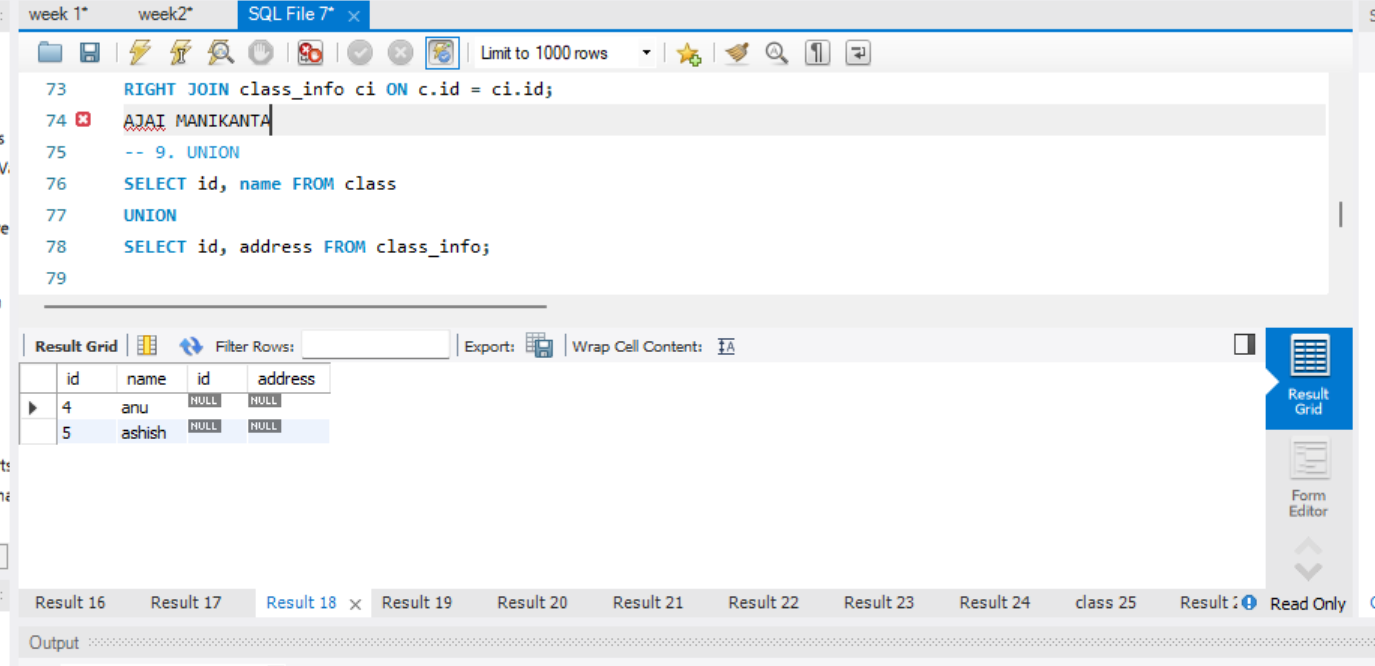 week 1*
week2*
SQL File 7*
Limit to 1000 rows
73 RIGHT JOIN class_info ci ON c.id = ci.id;
74 AJAI MANIKANTA
75 -- 9. UNION
76 SELECT id, name FROM class
77 UNION
78 SELECT id, address FROM class_info;
79
Result Grid
Filter Rows:
Export:
Wrap Cell Content:
id name id address
4 anu NULL NULL
5 ashish NULL NULL
Result
Grid
Form
Editor
Result 16
Result 17
Result 18
Result 19
Result 20
Result 21
Result 22
Result 23
Result 24
class 25
Result
Read Only
Output